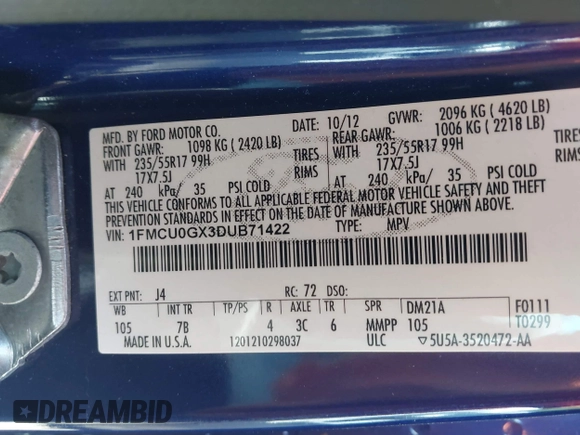 MFD. BY FORD MOTOR CO. DATE: 10/12 GVWR: 2096 KG ( 4620 LB)
FRONT GAWR: 1098 KG ( 2420 LB) REAR GAWR: 1006 KG ( 2218 LB)
WITH 235/55R17 99H TIRES WITH 235/55R17 99H TIRES
17X7.5J RIMS 17X7.5J RIMS
AT 240 kPa/ 35 PSI COLD AT 240 kPa/ 35 PSI COLD
THIS VEHICLE CONFORMS TO ALL APPLICABLE FEDERAL MOTOR VEHICLE SAFETY AND THEFT
PREVENTION STANDARDS IN EFFECT ON THE DATE OF MANUFACTURE SHOWN ABOVE.
VIN: 1FMCU0GX3DUB71422 TYPE: MPV
EXT PNT: J4 RC: 72 DSO:
WB INT TR TP/PS R AXLE TR SPR DM21A F0111
105 7B 4 3C 6 MMPP 105 T0299
MADE IN U.S.A. 1201210298037 ULC ▽5U5A-3520472-AA
DREAMBID